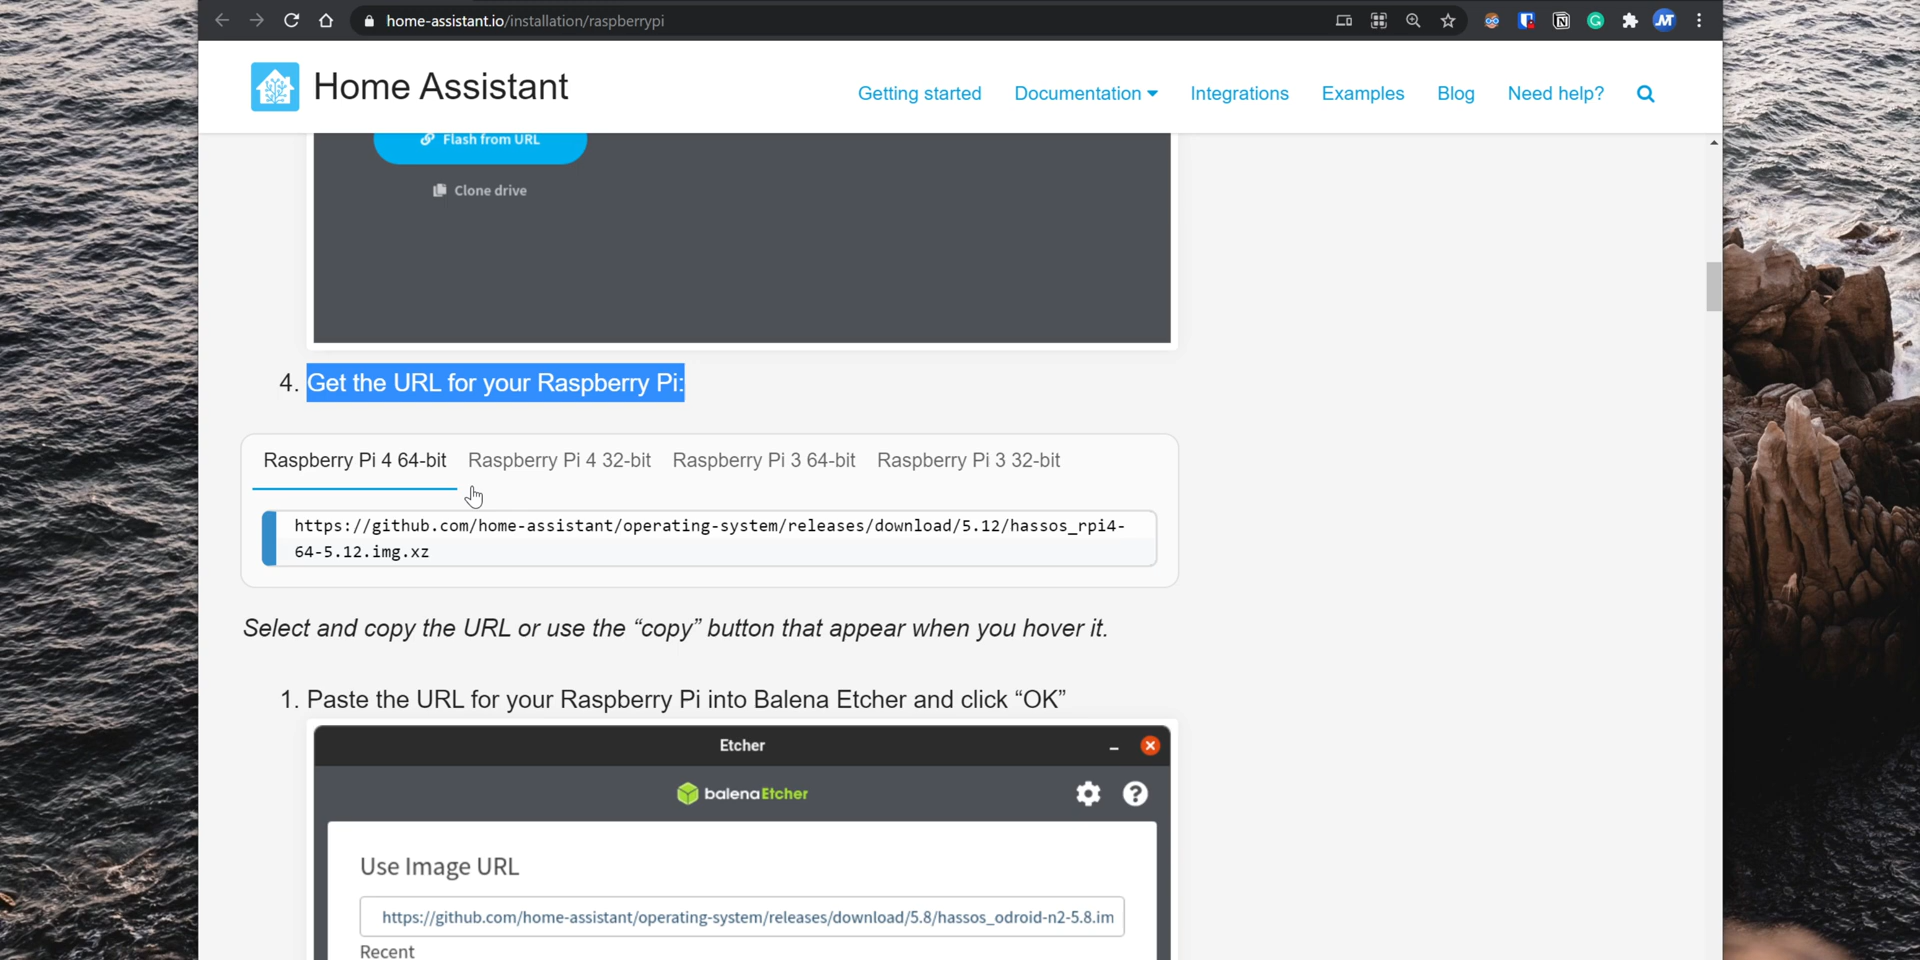 home-assistant.io/installation/raspberrypi
Home Assistant
Getting started
Documentation
Integrations
Examples
Blog
Need help?
Flash from URL
Clone drive
4. Get the URL for your Raspberry Pi:
Raspberry Pi 4 64-bit
Raspberry Pi 4 32-bit
Raspberry Pi 3 64-bit
Raspberry Pi 3 32-bit
https://github.com/home-assistant/operating-system/releases/download/5.12/hassos_rpi4-
64-5.12.img.xz
Select and copy the URL or use the “copy” button that appear when you hover it.
1. Paste the URL for your Raspberry Pi into Balena Etcher and click “OK”
Etcher
balenaEtcher
Use Image URL
https://github.com/home-assistant/operating-system/releases/download/5.8/hassos_odroid-n2-5.8.im
Recent